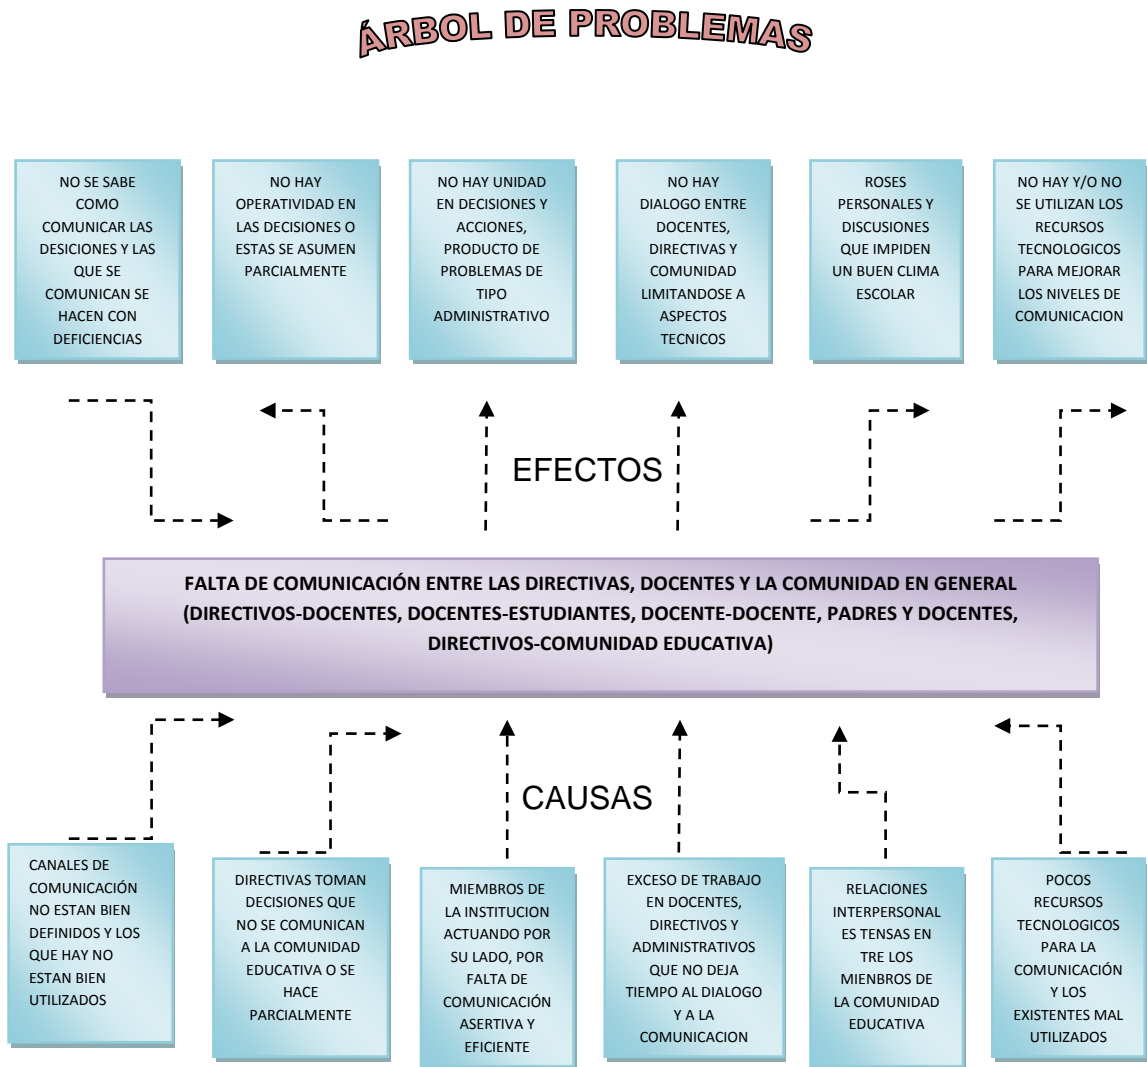 ÁRBOL DE PROBLEMAS
NO SE SABE
COMO
COMUNICAR LAS
DESICIONES Y LAS
QUE SE
COMUNICAN SE
HACEN CON
DEFICIENCIAS
NO HAY
OPERATIVIDAD EN
LAS DECISIONES O
ESTAS SE ASUMEN
PARCIALMENTE
NO HAY UNIDAD
EN DECISIONES Y
ACCIONES,
PRODUCTO DE
PROBLEMAS DE
TIPO
ADMINISTRATIVO
NO HAY
DIALOGO ENTRE
DOCENTES,
DIRECTIVAS Y
COMUNIDAD
LIMITANDOSE A
ASPECTOS
TECNICOS
ROSES
PERSONALES Y
DISCUSIONES
QUE IMPIDEN
UN BUEN CLIMA
ESCOLAR
NO HAY Y/O NO
SE UTILIZAN LOS
RECURSOS
TECNOLOGICOS
PARA MEJORAR
LOS NIVELES DE
COMUNICACION
EFECTOS
FALTA DE COMUNICACIÓN ENTRE LAS DIRECTIVAS, DOCENTES Y LA COMUNIDAD EN GENERAL
(DIRECTIVOS-DOCENTES, DOCENTES-ESTUDIANTES, DOCENTE-DOCENTE, PADRES Y DOCENTES,
DIRECTIVOS-COMUNIDAD EDUCATIVA)
CAUSAS
CANALES DE
COMUNICACIÓN
NO ESTAN BIEN
DEFINIDOS Y LOS
QUE HAY NO
ESTAN BIEN
UTILIZADOS
DIRECTIVAS TOMAN
DECISIONES QUE
NO SE COMUNICAN
A LA COMUNIDAD
EDUCATIVA O SE
HACE
PARCIALMENTE
MIEMBROS DE
LA INSTITUCION
ACTUANDO POR
SU LADO, POR
FALTA DE
COMUNICACIÓN
ASERTIVA Y
EFICIENTE
EXCESO DE TRABAJO
EN DOCENTES,
DIRECTIVOS Y
ADMINISTRATIVOS
QUE NO DEJA
TIEMPO AL DIALOGO
Y A LA
COMUNICACION
RELACIONES
INTERPERSONAL
ES TENSAS EN
TRE LOS
MIENBROS DE
LA COMUNIDAD
EDUCATIVA
POCOS
RECURSOS
TECNOLOGICOS
PARA LA
COMUNICACIÓN
Y LOS
EXISTENTES MAL
UTILIZADOS